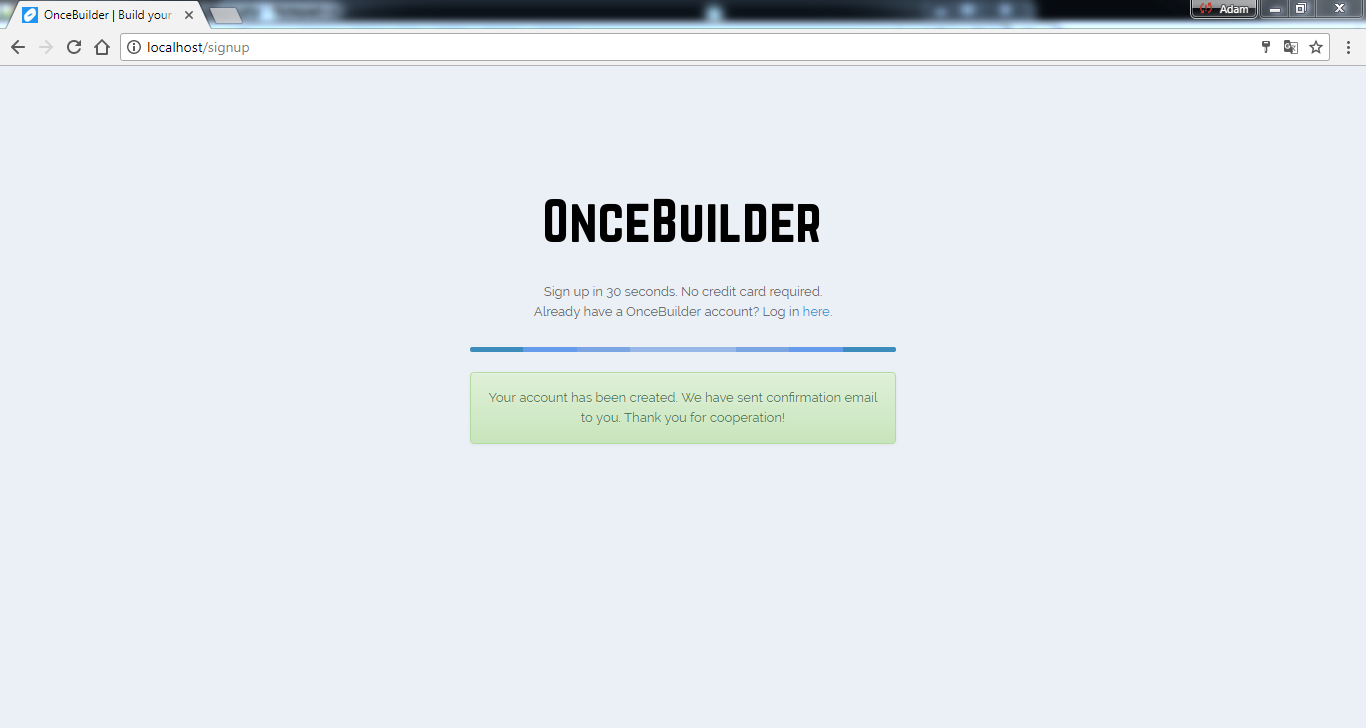 OnceBuilder | Build your
Adam
localhost/signup
OnceBuilder
Sign up in 30 seconds. No credit card required.
Already have a OnceBuilder account? Log in here.
Your account has been created. We have sent confirmation email
to you. Thank you for cooperation!